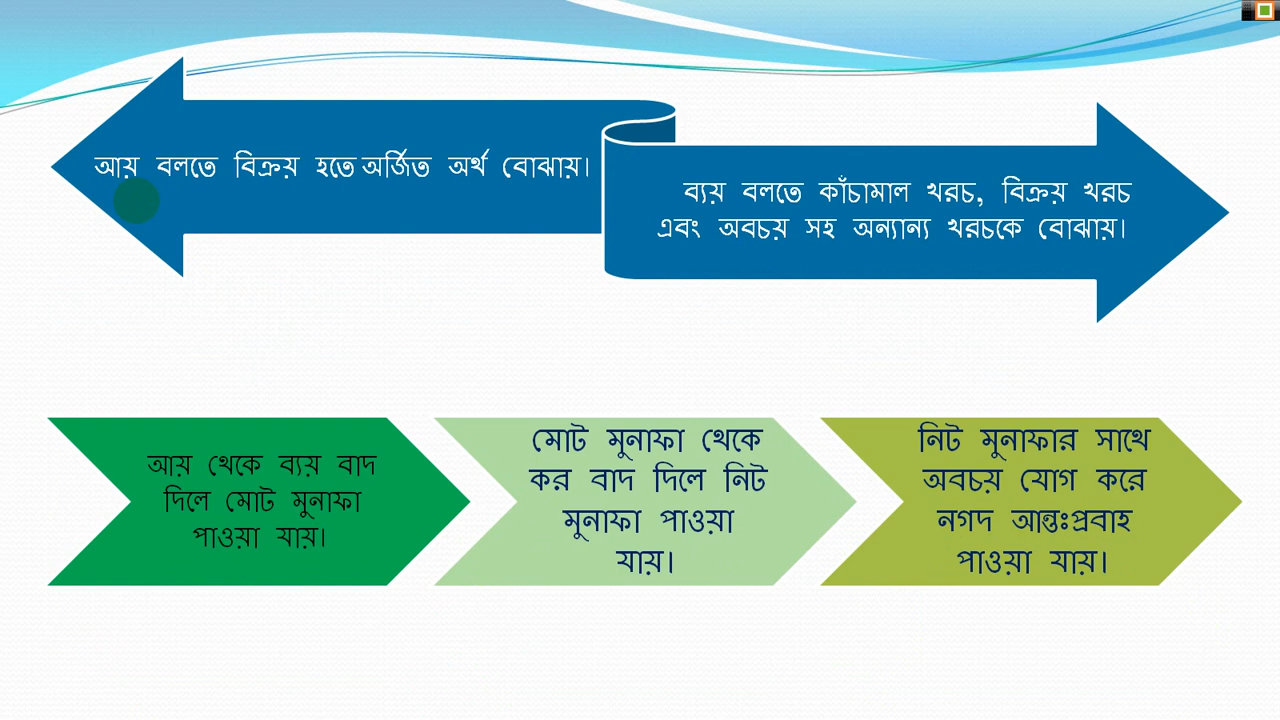 আয় বলতে বিক্রয় হতে অর্জিত অর্থ বোঝায়।
ব্যয় বলতে কাঁচামাল খরচ, বিক্রয় খরচ
এবং অবচয় সহ অন্যান্য খরচকে বোঝায়।
আয় থেকে ব্যয় বাদ
দিলে মোট মুনাফা
পাওয়া যায়।
মোট মুনাফা থেকে
কর বাদ দিলে নিট
মুনাফা পাওয়া
যায়।
নিট মুনাফার সাথে
অবচয় যোগ করে
নগদ আন্তঃপ্রবাহ
পাওয়া যায়।